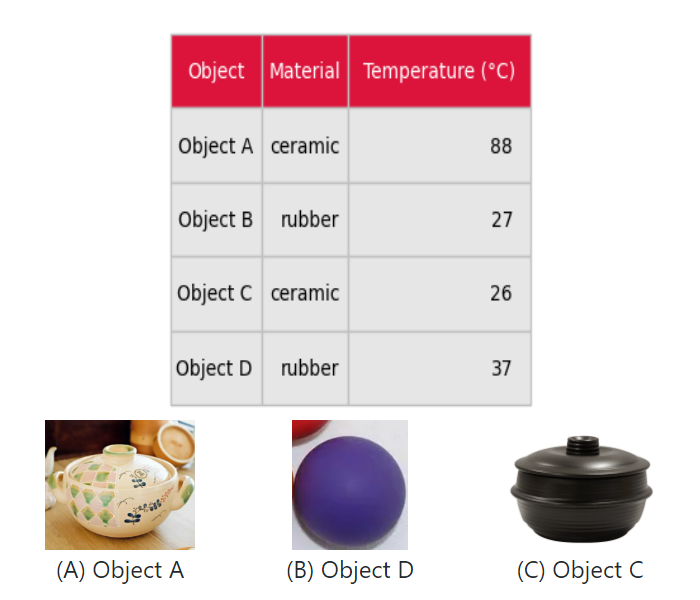 Object Material Temperature (°C)
Object A ceramic 88
Object B rubber 27
Object C ceramic 26
Object D rubber 37
(A) Object A (B) Object D (C) Object C